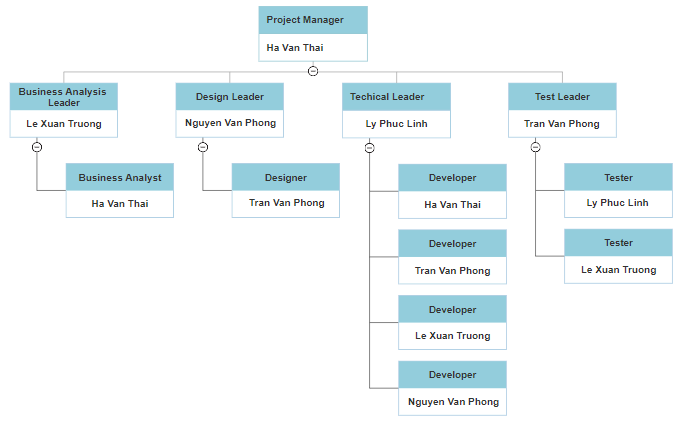 Project Manager
Ha Van Thai
Business Analysis
Leader
Le Xuan Truong
Design Leader
Nguyen Van Phong
Techical Leader
Ly Phuc Linh
Test Leader
Tran Van Phong
Business Analyst
Ha Van Thai
Designer
Tran Van Phong
Developer
Ha Van Thai
Developer
Tran Van Phong
Developer
Le Xuan Truong
Developer
Nguyen Van Phong
Tester
Ly Phuc Linh
Tester
Le Xuan Truong